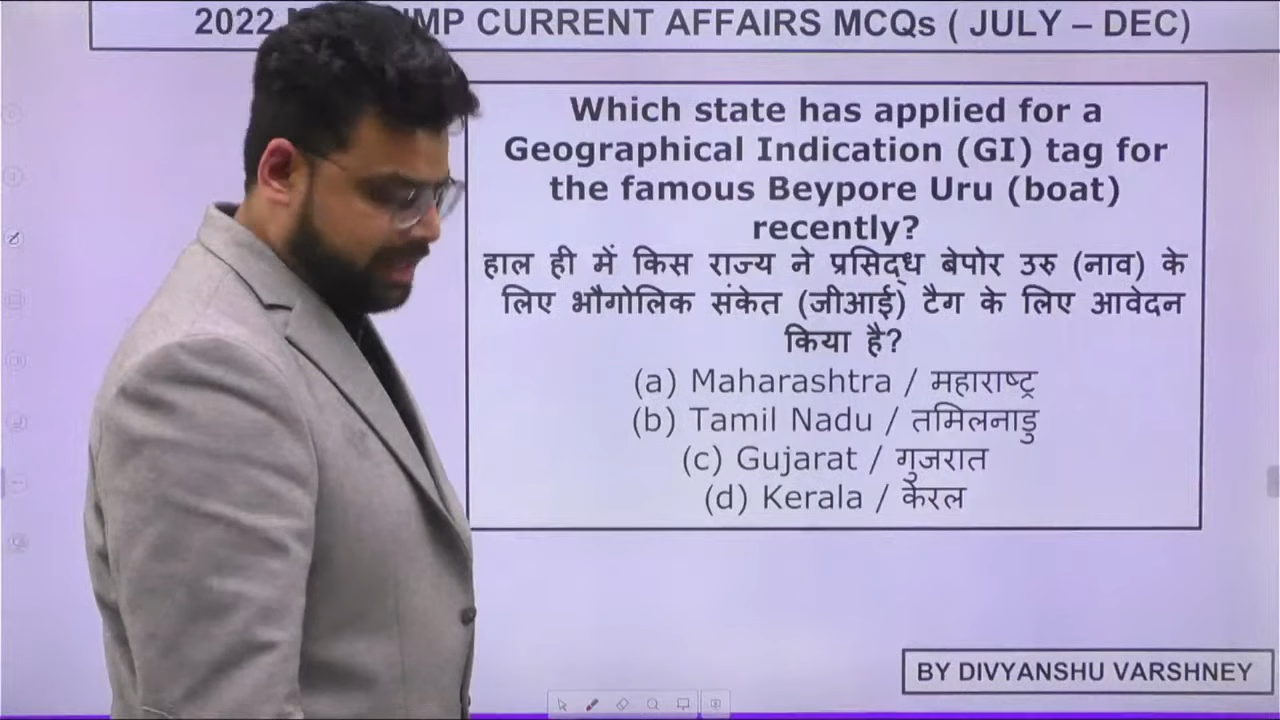 2022 IMP CURRENT AFFAIRS MCQs ( JULY – DEC)
Which state has applied for a
Geographical Indication (GI) tag for
the famous Beypore Uru (boat)
recently?
हाल ही में किस राज्य ने प्रसिद्ध बेपोर उरु (नाव) के
लिए भौगोलिक संकेत (जीआई) टैग के लिए आवेदन
किया है?
(a) Maharashtra / महाराष्ट्र
(b) Tamil Nadu / तमिलनाडु
(c) Gujarat / गुजरात
(d) Kerala / केरल
BY DIVYANSHU VARSHNEY